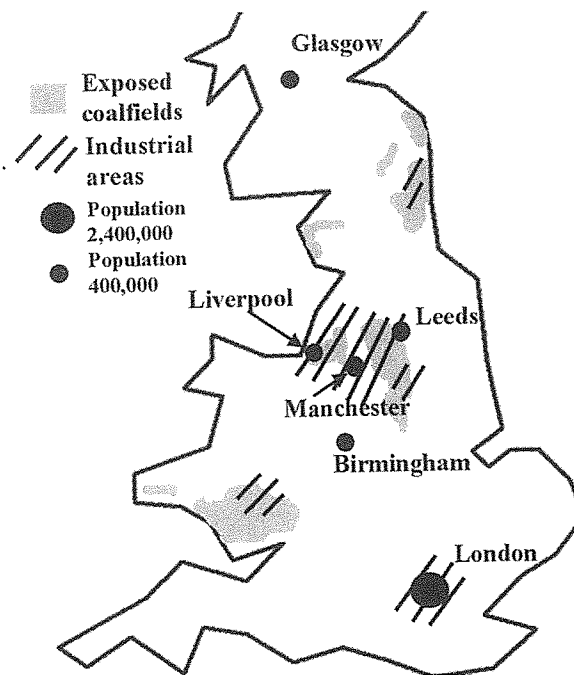 Glasgow
Exposed
coalfields
Industrial
areas
Population
2,400,000
Population
400,000
Liverpool
Leeds
Manchester
Birmingham
London